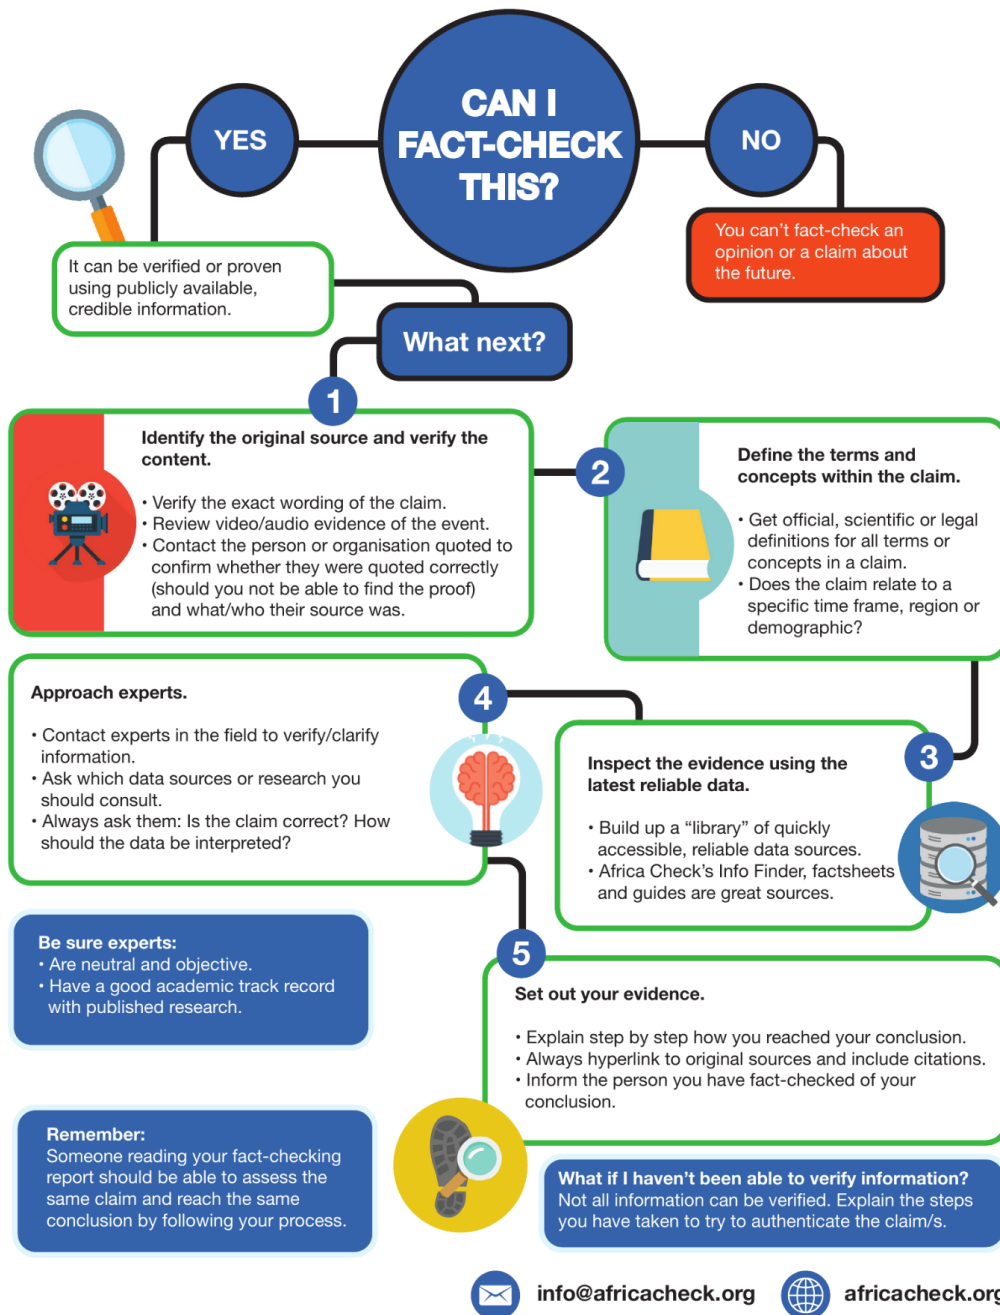 CAN I
FACT-CHECK
THIS?
YES
NO
It can be verified or proven
using publicly available,
credible information.
You can't fact-check an
opinion or a claim about
the future.
What next?
1
Identify the original source and verify the
content.
• Verify the exact wording of the claim.
• Review video/audio evidence of the event.
• Contact the person or organisation quoted to
confirm whether they were quoted correctly
(should you not be able to find the proof)
and what/who their source was.
2
Define the terms and
concepts within the claim.
• Get official, scientific or legal
definitions for all terms or
concepts in a claim.
• Does the claim relate to a
specific time frame, region or
demographic?
3
Inspect the evidence using the
latest reliable data.
• Build up a “library” of quickly
accessible, reliable data sources.
• Africa Check's Info Finder, factsheets
and guides are great sources.
4
Approach experts.
• Contact experts in the field to verify/clarify
information.
• Ask which data sources or research you
should consult.
• Always ask them: Is the claim correct? How
should the data be interpreted?
Be sure experts:
• Are neutral and objective.
• Have a good academic track record
with published research.
5
Set out your evidence.
• Explain step by step how you reached your conclusion.
• Always hyperlink to original sources and include citations.
• Inform the person you have fact-checked of your
conclusion.
Remember:
Someone reading your fact-checking
report should be able to assess the
same claim and reach the same
conclusion by following your process.
What if I haven't been able to verify information?
Not all information can be verified. Explain the steps
you have taken to try to authenticate the claim/s.
info@africacheck.org
africacheck.org